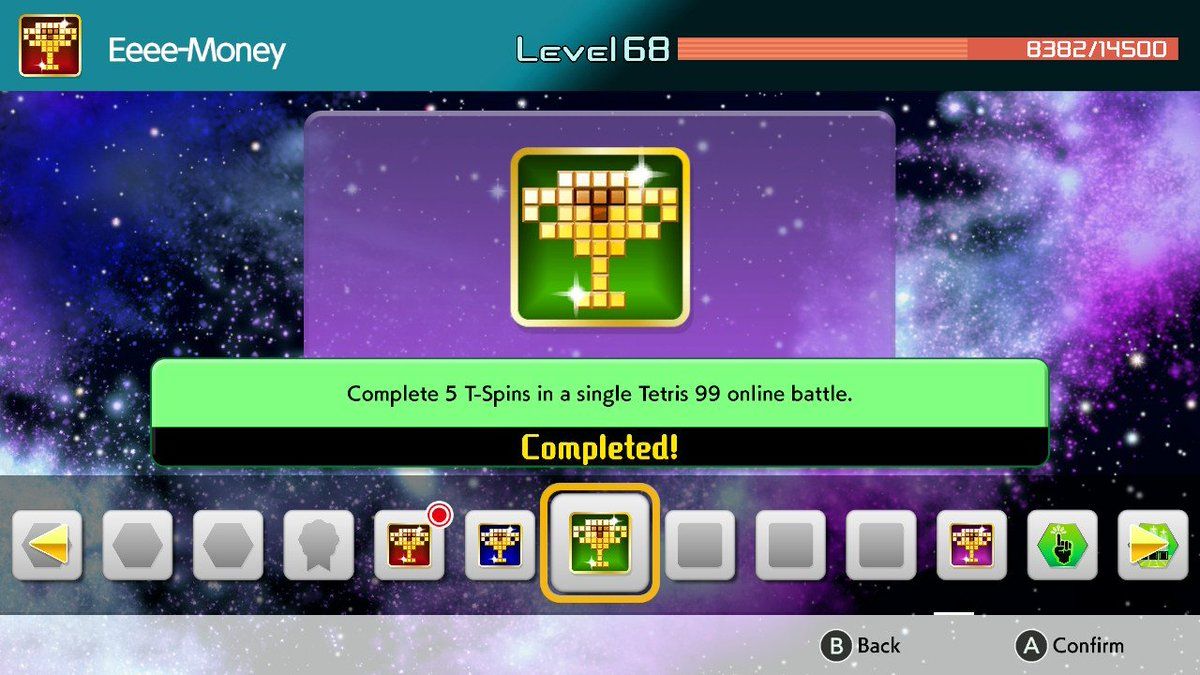 Eeee-Money
Level 68
8382/14500
Complete 5 T-Spins in a single Tetris 99 online battle.
Completed!
B Back
A Confirm